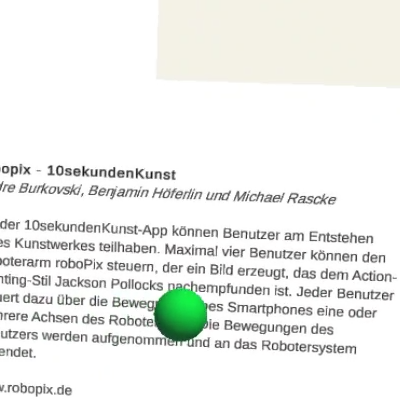 opix - 10sekundenKunst
dre Burkovski, Benjamin Höferlin und Michael Rascke
der 10sekundenKunst-App können Benutzer am Entstehen
es Kunstwerkes teilhaben. Maximal vier Benutzer können den
boterarm roboPix steuern, der ein Bild erzeugt, das dem Action-
nting-Stil Jackson Pollocks nachempfunden ist. Jeder Benutzer
uert dazu über die Beweg es Smartphones eine oder
hrere Achsen des Robote Die Bewegungen des
utzers werden aufgenommen und an das Robotersystem
endet.
w.robopix.de